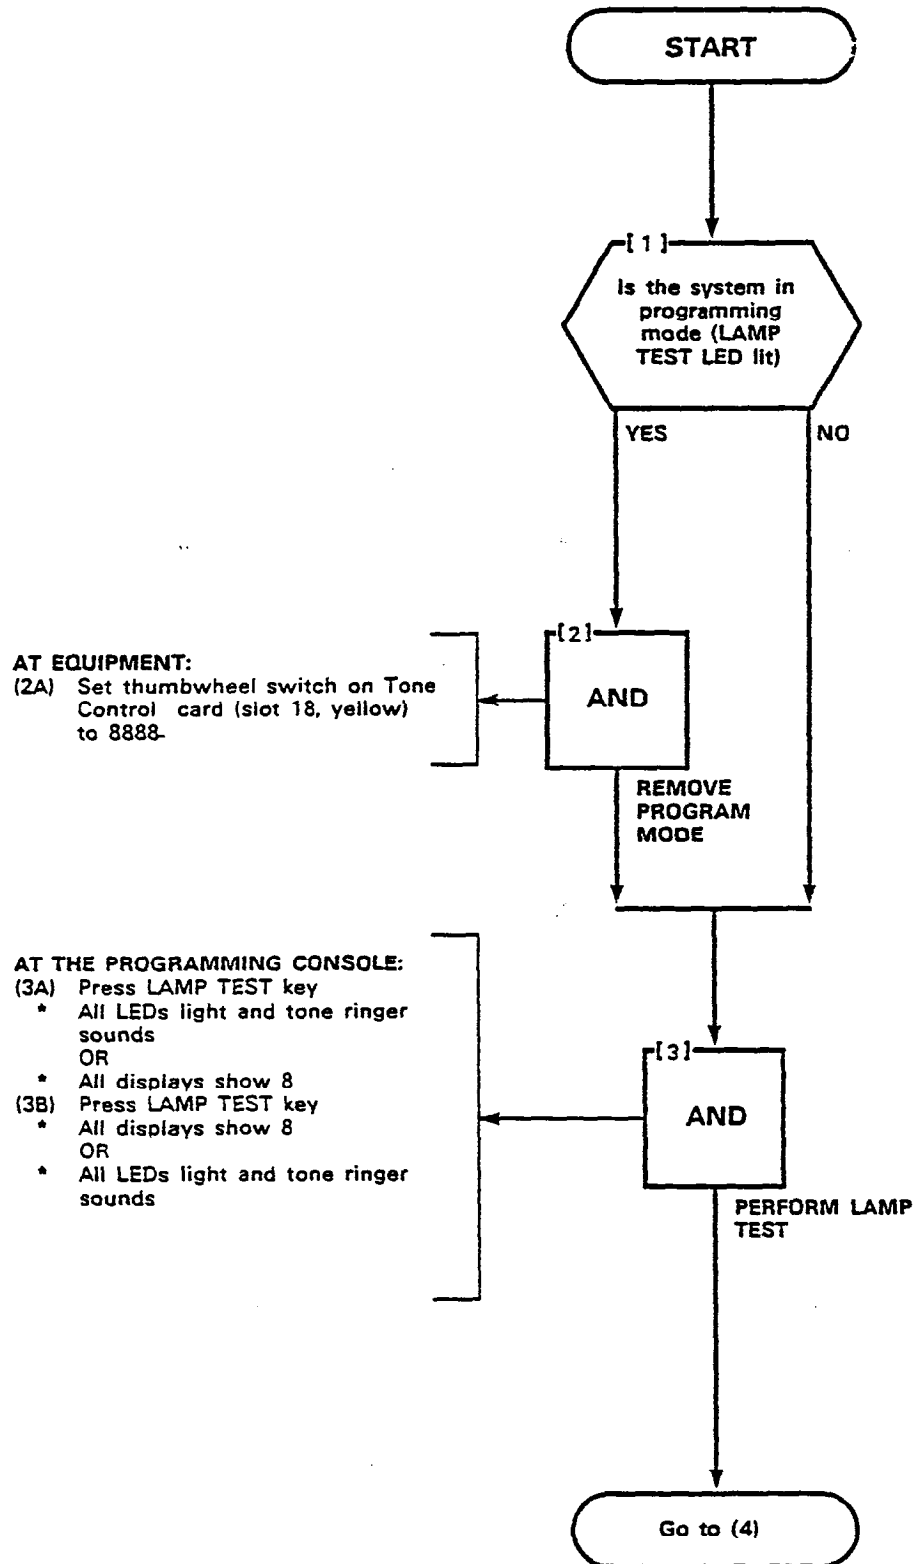 START
[1]
Is the system in
programming
mode (LAMP
TEST LED lit)
YES
NO
[2]
AND
AT EQUIPMENT:
(2A) Set thumbwheel switch on Tone
Control card (slot 18, yellow)
to 8888-
REMOVE
PROGRAM
MODE
AT THE PROGRAMMING CONSOLE:
(3A) Press LAMP TEST key
* All LEDs light and tone ringer
sounds
OR
* All displays show 8
(3B) Press LAMP TEST key
* All displays show 8
OR
* All LEDs light and tone ringer
sounds
[3]
AND
PERFORM LAMP
TEST
Go to (4)